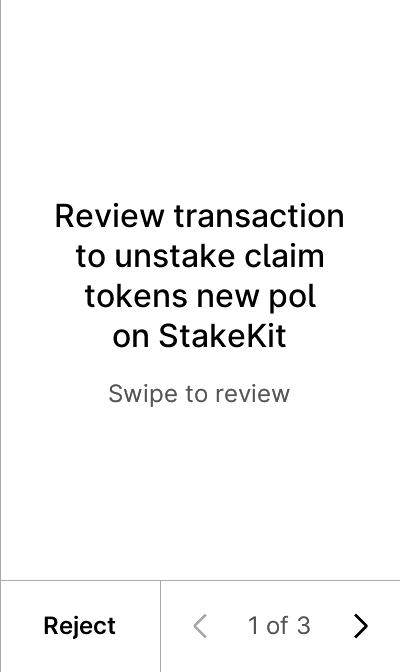 Review transaction
to unstake claim
tokens new pol
on StakeKit
Swipe to review
Reject
1 of 3